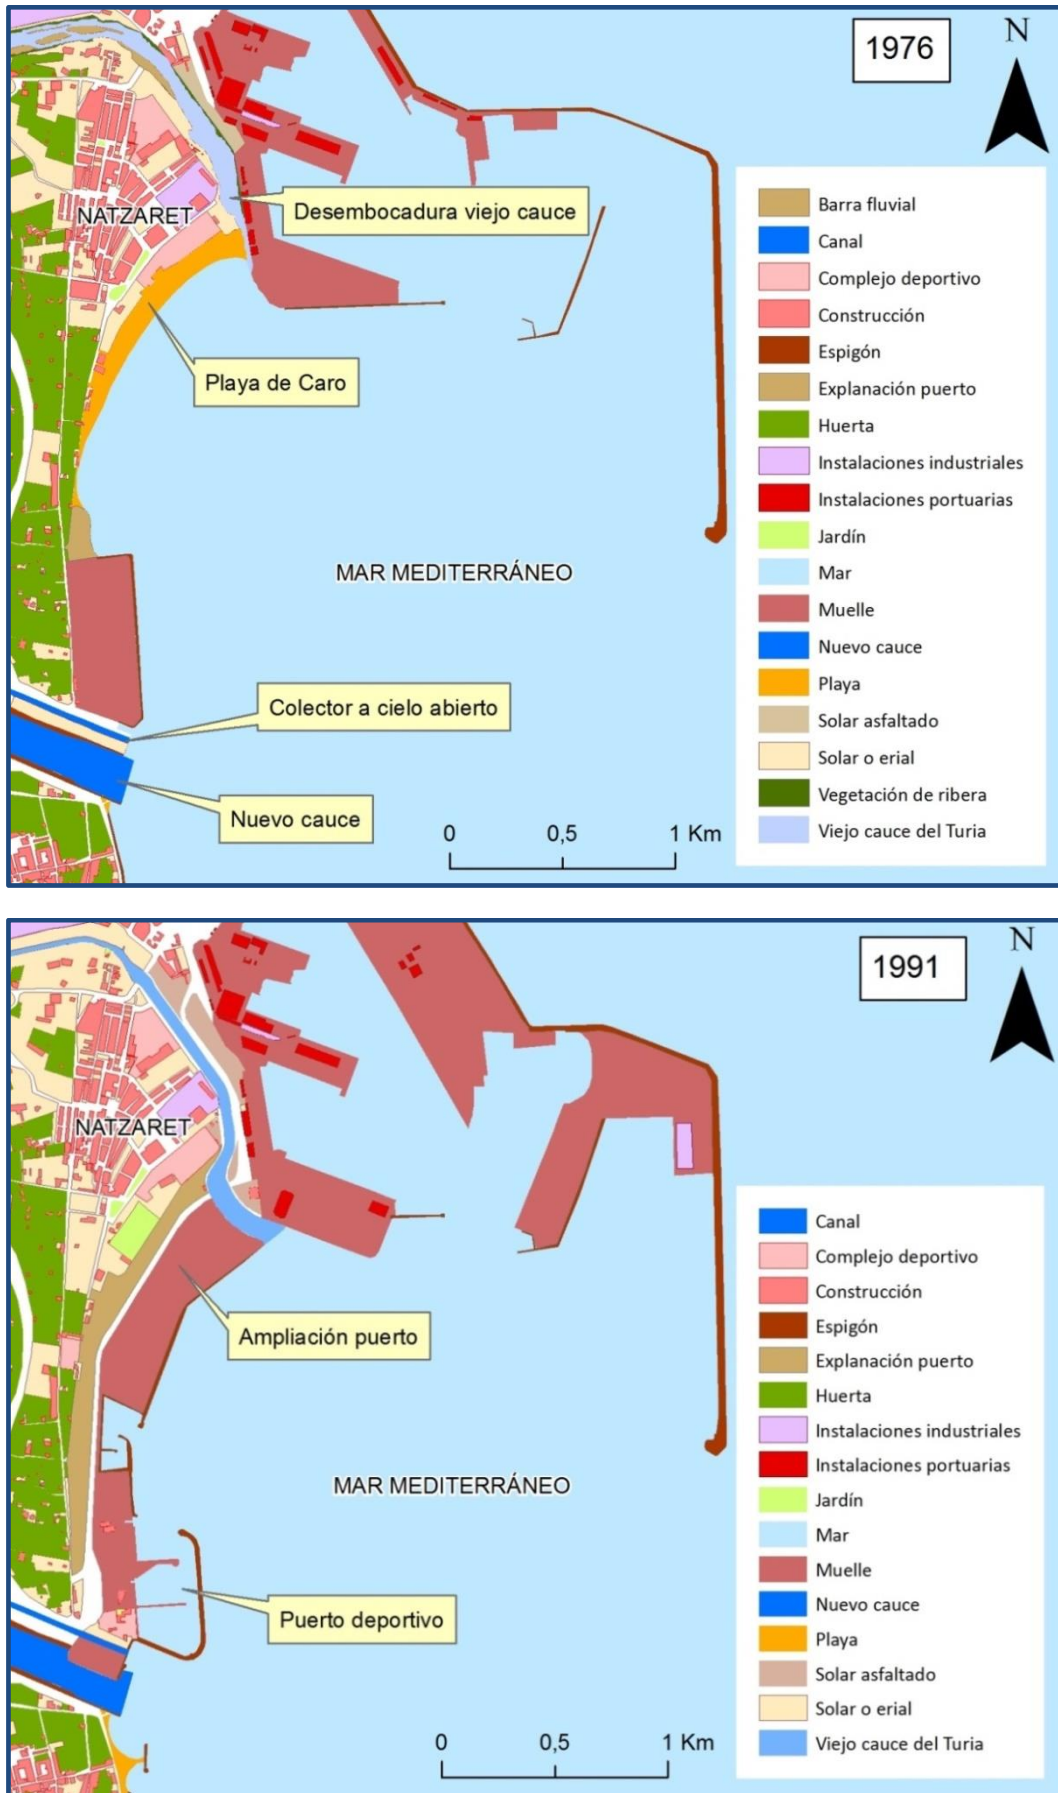 1976
N
NATZARET
Desembocadura viejo cauce
Playa de Caro
MAR MEDITERRÁNEO
Colector a cielo abierto
Nuevo cauce
0 0,5 1 Km
Barra fluvial
Canal
Complejo deportivo
Construcción
Espigón
Explanación puerto
Huerta
Instalaciones industriales
Instalaciones portuarias
Jardín
Mar
Muelle
Nuevo cauce
Playa
Solar asfaltado
Solar o erial
Vegetación de ribera
Viejo cauce del Turia
1991
N
NATZARET
Ampliación puerto
MAR MEDITERRÁNEO
Puerto deportivo
0 0,5 1 Km
Canal
Complejo deportivo
Construcción
Espigón
Explanación puerto
Huerta
Instalaciones industriales
Instalaciones portuarias
Jardín
Mar
Muelle
Nuevo cauce
Playa
Solar asfaltado
Solar o erial
Viejo cauce del Turia